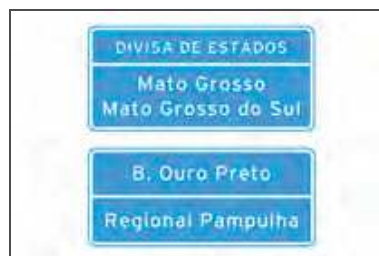 DIVISA DE ESTADOS
Mato Grosso
Mato Grosso do Sul
B. Ouro Preto
Regional Pampulha